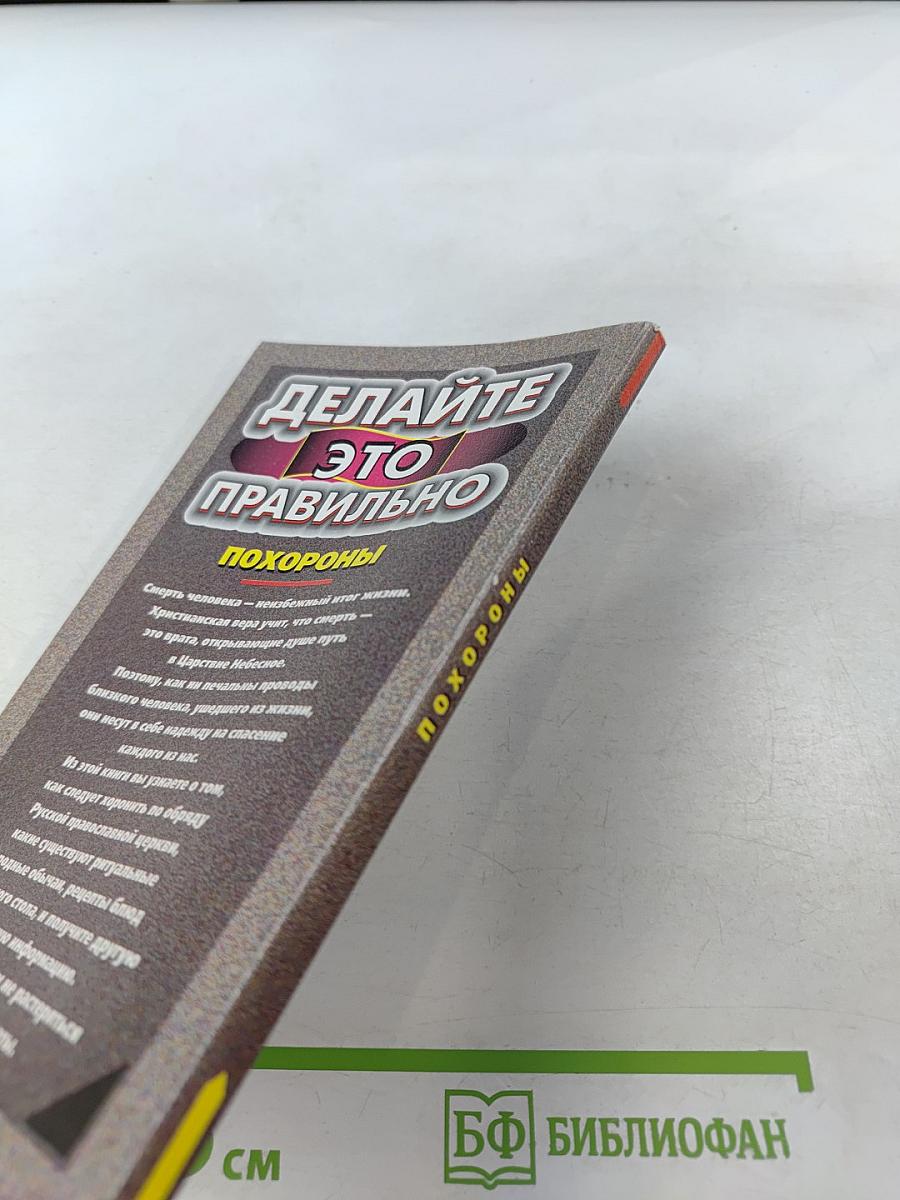 ДЕЛАЙТЕ
ЭТО
ПРАВИЛЬНО
ПОХОРОНЫ
Смерть человека — неизбежный итог жизни.
Христианская вера учит, что смерть —
это врата, открывающие душе путь
в Царствие Небесное.
Поэтому, как ни печальны проводы
близкого человека, ушедшего из жизни,
они несут в себе надежду на спасение
каждого из нас.
Из этой книги вы узнаете о том,
как следует хоронить по обряду
Русской православной церкви,
какие существуют ритуальные
обычаи, рецепты блюд
стола, и получите другую
информацию.
не растеряться
ПОХОРОНЫ
см
БФ БИБЛИОФАН